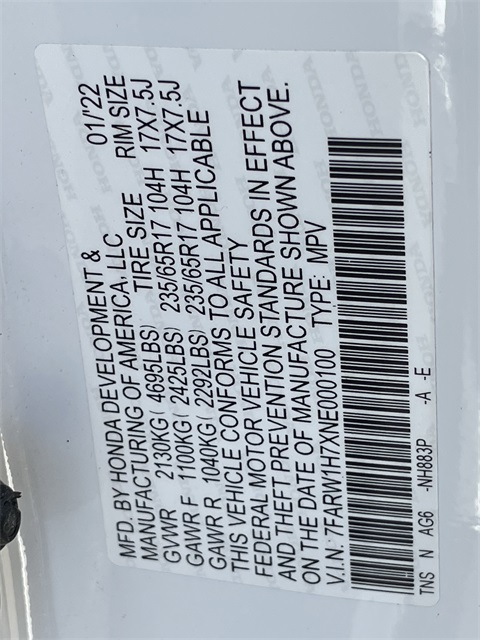 MFD. BY HONDA DEVELOPMENT & 01/'22
MANUFACTURING OF AMERICA, LLC
TIRE SIZE RIM SIZE
GVWR 2130KG( 4695LBS)
GAWR F 1100KG( 2425LBS) 235/65R17 104H 17X7.5J
GAWR R 1040KG( 2292LBS) 235/65R17 104H 17X7.5J
THIS VEHICLE CONFORMS TO ALL APPLICABLE
FEDERAL MOTOR VEHICLE SAFETY
AND THEFT PREVENTION STANDARDS IN EFFECT
ON THE DATE OF MANUFACTURE SHOWN ABOVE.
V.I.N: 7FARW1H7XNE000100 TYPE: MPV
TNS N AG6 -NH883P -A -E
HONDA HONDA HONDA